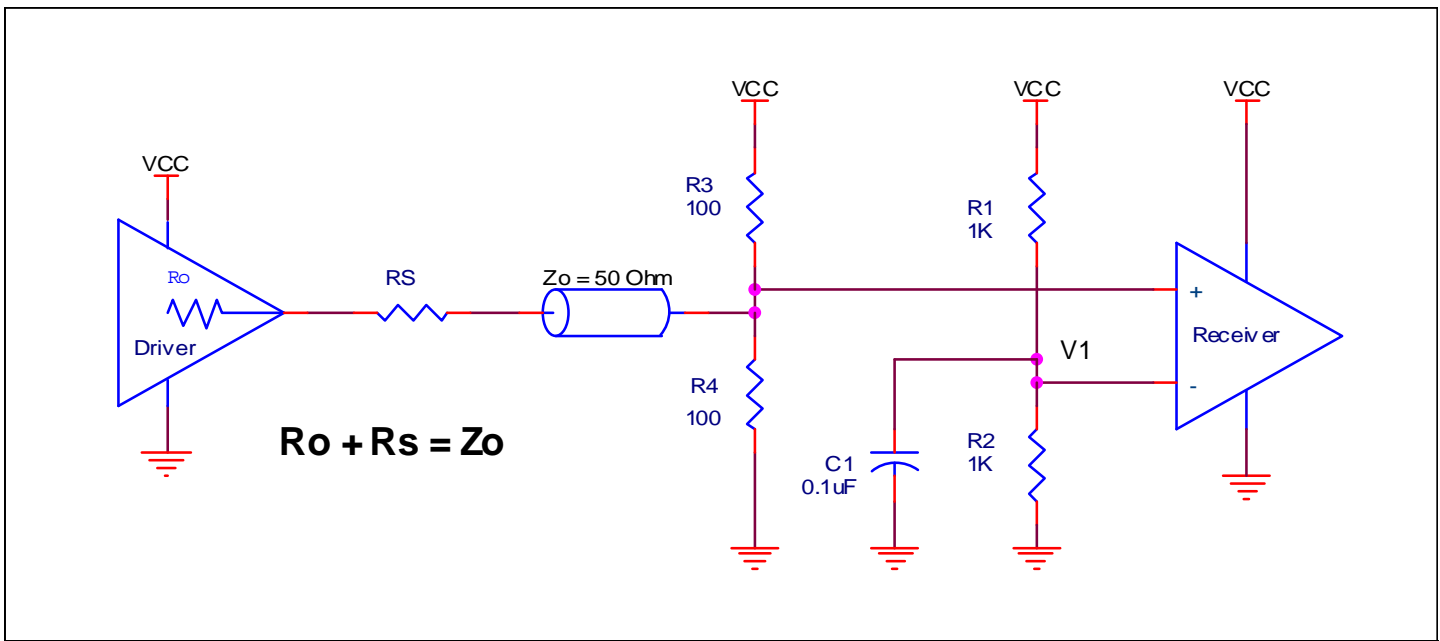 VCC
VCC
VCC
VCC
R3
100
R1
1K
Ro
RS
Zo = 50 Ohm
+
Driver
Receiver
V1
-
R4
100
Ro + Rs = Zo
R2
1K
C1
0.1uF